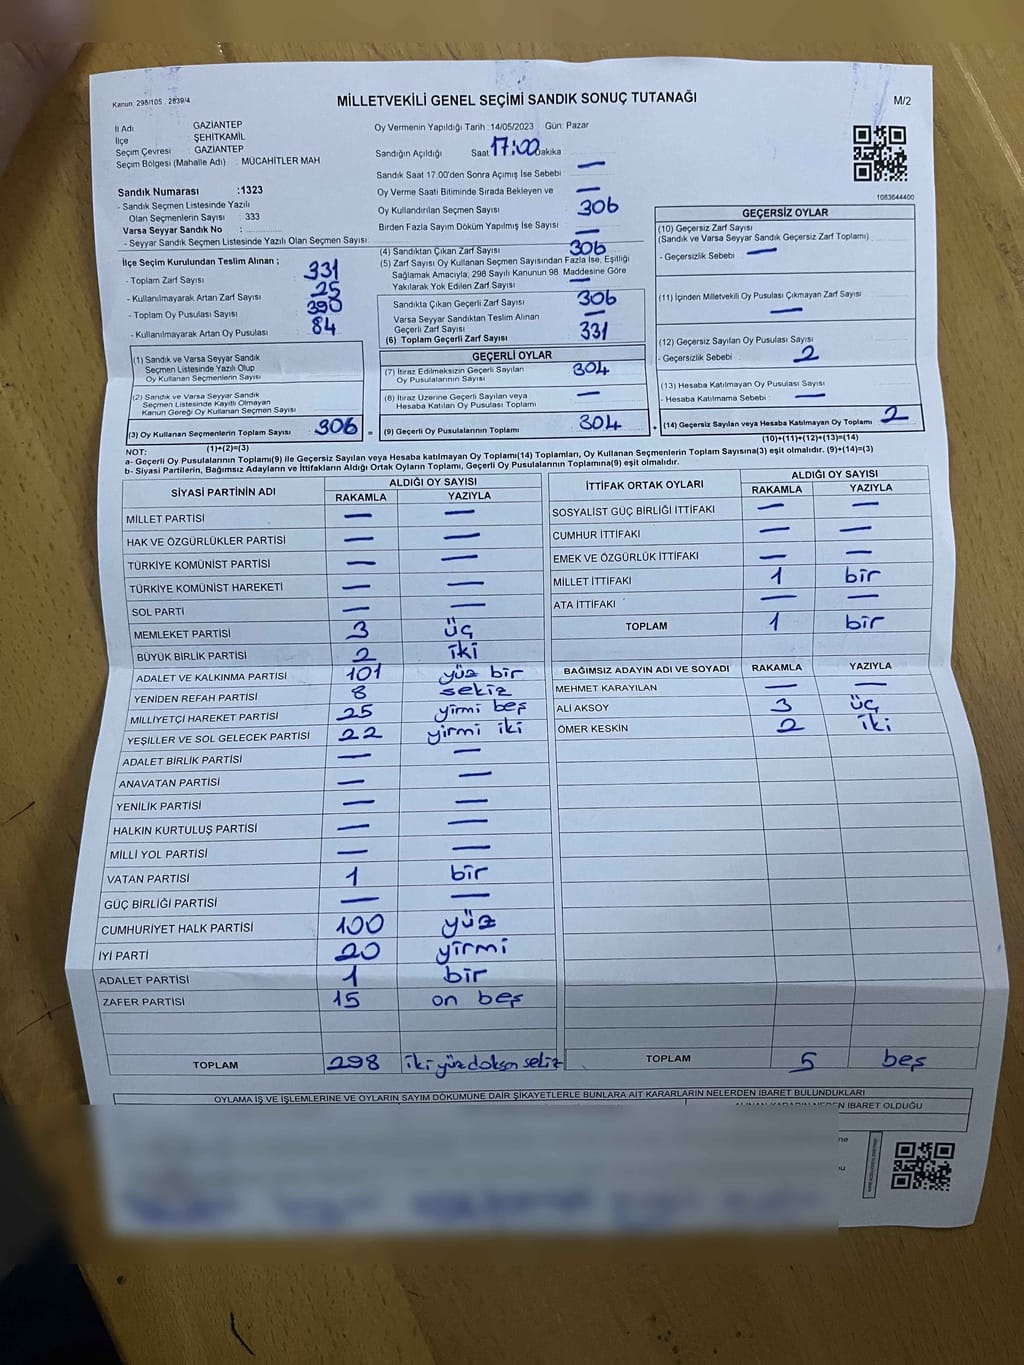 Kanun: 298/105 . 2839/4
MİLLETVEKİLİ GENEL SEÇİMİ SANDIK SONUÇ TUTANAĞI
M/2
İl Adı : GAZİANTEP
İlçe : ŞEHİTKAMİL
Seçim Çevresi : GAZİANTEP
Seçim Bölgesi (Mahalle Adı) : MÜCAHİTLER MAH
Sandık Numarası :1323
- Sandık Seçmen Listesinde Yazılı
Olan Seçmenlerin Sayısı : 333
Varsa Seyyar Sandık No :
- Seyyar Sandık Seçmen Listesinde Yazılı Olan Seçmen Sayısı:
Oy Vermenin Yapıldığı Tarih :14/05/2023 Gün: Pazar
Sandığın Açıldığı Saat 17:00 Dakika
Sandık Saat 17.00'den Sonra Açımış İse Sebebi : —
Oy Verme Saati Bitiminde Sırada Bekleyen ve —
Oy Kullandırılan Seçmen Sayısı 306
Birden Fazla Sayım Döküm Yapılmış İse Sayısı : —
1083644400
İlçe Seçim Kurulundan Teslim Alınan ;
- Toplam Zarf Sayısı : 331
- Kullanılmayarak Artan Zarf Sayısı : 25
- Toplam Oy Pusulası Sayısı : 390
- Kullanılmayarak Artan Oy Pusulası : 84
(4) Sandıktan Çıkan Zarf Sayısı 306
(5) Zarf Sayısı Oy Kullanan Seçmen Sayısından Fazla İse, Eşitliği
Sağlamak Amacıyla, 298 Sayılı Kanunun 98. Maddesine Göre
Yakılarak Yok Edilen Zarf Sayısı : —
Sandıkta Çıkan Geçerli Zarf Sayısı : 306
Varsa Seyyar Sandıktan Teslim Alınan
Geçerli Zarf Sayısı : —
(6) Toplam Geçerli Zarf Sayısı : 331
GEÇERSİZ OYLAR
(10) Geçersiz Zarf Sayısı
(Sandık ve Varsa Seyyar Sandık Geçersiz Zarf Toplamı)
- Geçersizlik Sebebi : —
(11) İçinden Milletvekili Oy Pusulası Çıkmayan Zarf Sayısı
—
(12) Geçersiz Sayılan Oy Pusulası Sayısı
- Geçersizlik Sebebi : 2
(13) Hesaba Katılmayan Oy Pusulası Sayısı
- Hesaba Katılmama Sebebi : —
(1) Sandık ve Varsa Seyyar Sandık
Seçmen Listesinde Yazılı Olup
Oy Kullanan Seçmenlerin Sayısı
(2) Sandık ve Varsa Seyyar Sandık
Seçmen Listesinde Kayıtlı Olmayan
Kanun Gereği Oy Kullanan Seçmen Sayısı
GEÇERLİ OYLAR
(7) İtiraz Edilmeksizin Geçerli Sayılan
Oy Pusulalarının Sayısı : 304
(8) İtiraz Üzerine Geçerli Sayılan veya
Hesaba Katılan Oy Pusulası Toplamı : —
(3) Oy Kullanan Seçmenlerin Toplam Sayısı 306 = (9) Geçerli Oy Pusulalarının Toplamı : 304 + (14) Geçersiz Sayılan veya Hesaba Katılmayan Oy Toplamı : 2
NOT: (1)+(2)=(3)
(10)+(11)+(12)+(13)=(14)
a- Geçerli Oy Pusulasının Toplamı(9) ile Geçersiz Sayılan veya Hesaba katılmayan Oy Toplamı(14) Toplamları, Oy Kullanan Seçmenlerin Toplam Sayısına(3) eşit olmalıdır. (9)+(14)=(3)
b- Siyasi Partilerin, Bağımsız Adayların ve İttifakların Aldığı Ortak Oyların Toplamı, Geçerli Oy Pusulasının Toplamına(9) eşit olmalıdır.
SİYASİ PARTİNİN ADI ALDIĞI OY SAYISI
RAKAMLA YAZIYLA
MİLLET PARTİSİ — —
HAK VE ÖZGÜRLÜKLER PARTİSİ — —
TÜRKİYE KOMÜNİST PARTİSİ — —
TÜRKİYE KOMÜNİST HAREKETİ — —
SOL PARTİ — —
MEMLEKET PARTİSİ 3 üç
BÜYÜK BİRLİK PARTİSİ 2 iki
ADALET VE KALKINMA PARTİSİ 101 yüz bir
YENİDEN REFAH PARTİSİ 8 sekiz
MİLLİYETÇİ HAREKET PARTİSİ 25 yirmi beş
YEŞİLLER VE SOL GELECEK PARTİSİ 22 yirmi iki
ADALET BİRLİK PARTİSİ — —
ANAVATAN PARTİSİ — —
YENİLİK PARTİSİ — —
HALKIN KURTULUŞ PARTİSİ — —
MİLLİ YOL PARTİSİ — —
VATAN PARTİSİ 1 bir
GÜÇ BİRLİĞİ PARTİSİ — —
CUMHURİYET HALK PARTİSİ 100 yüz
İYİ PARTİ 20 yirmi
ADALET PARTİSİ 1 bir
ZAFER PARTİSİ 15 on beş
TOPLAM 298 iki yüz doksan sekiz
İTTİFAK ORTAK OYLARI ALDIĞI OY SAYISI
RAKAMLA YAZIYLA
SOSYALİST GÜÇ BİRLİĞİ İTTİFAKI — —
CUMHUR İTTİFAKI — —
EMEK VE ÖZGÜRLÜK İTTİFAKI — —
MİLLET İTTİFAKI 1 bir
ATA İTTİFAKI — —
TOPLAM 1 bir
BAĞIMSIZ ADAYIN ADI VE SOYADI RAKAMLA YAZIYLA
MEHMET KARAYILAN — —
ALİ AKSOY 3 üç
ÖMER KESKİN 2 iki
TOPLAM 5 beş
OYLAMA İŞ VE İŞLEMLERİNE VE OYLARIN SAYIM DÖKÜMÜNE DAİR ŞİKAYETLERLE BUNLARA AİT KARARLARIN NELERDEN İBARET BULUNDUKLARI
ALINAN KARARIN NEDEN İBARET OLDUĞU